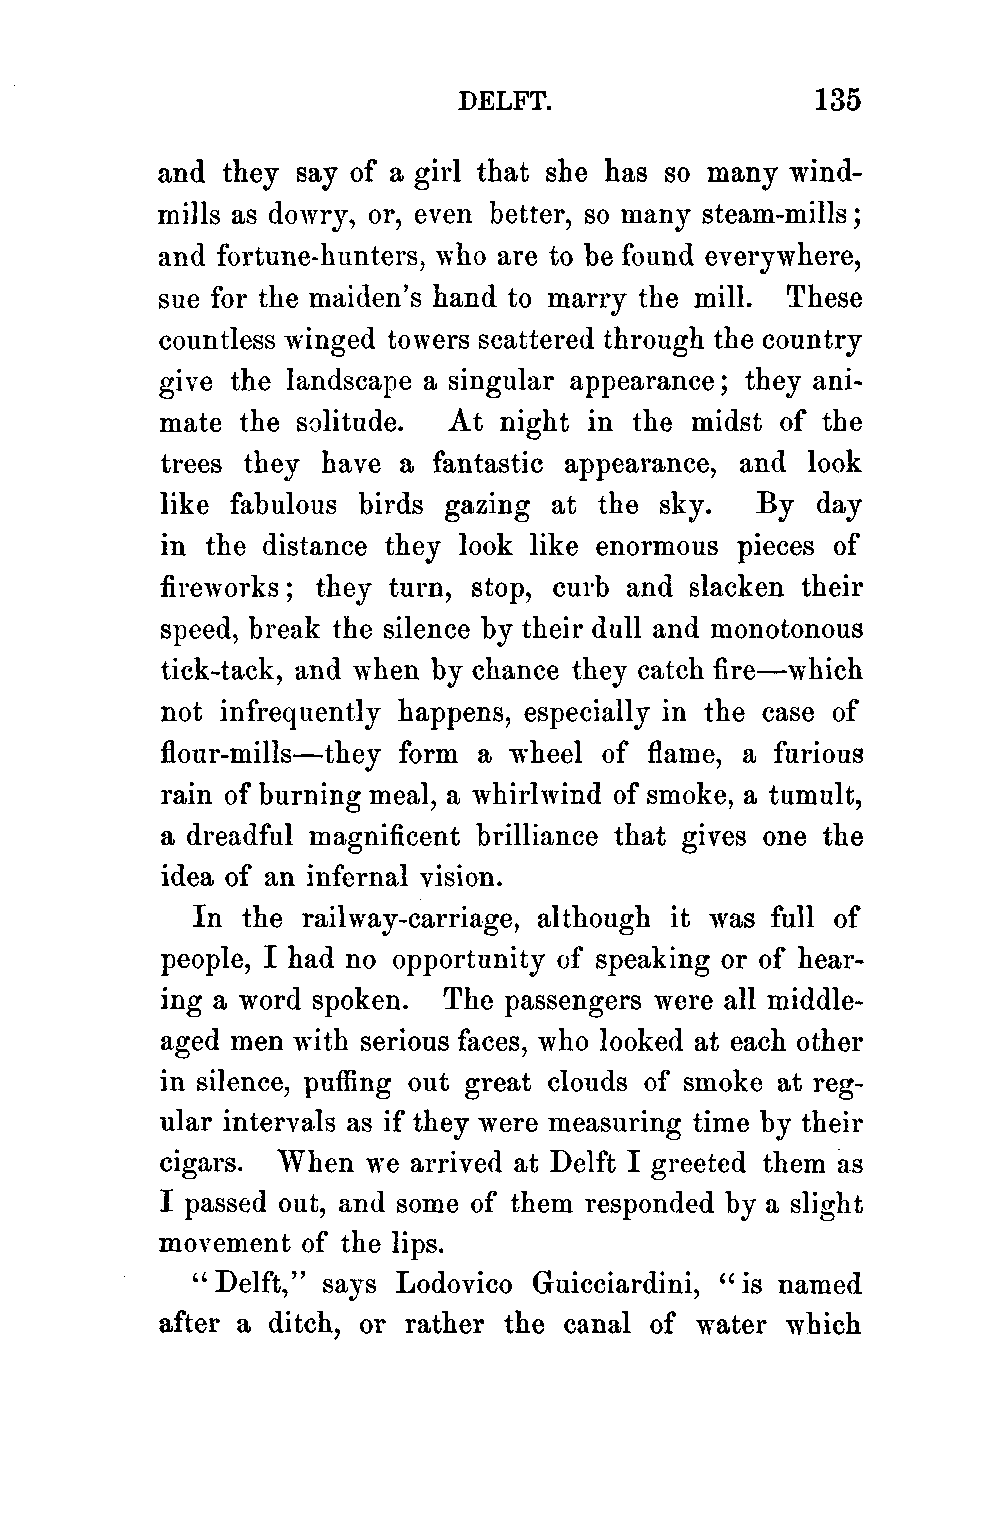 DELFT. 135
and they say of a girl that she has so many wind-
mills as dowry, or, even better, so many steam-mills;
and fortune-hunters, who are to be found everywhere,
sue for the maiden's hand to marry the mill. These
countless winged towers scattered through the country
give the landscape a singular appearance; they ani-
mate the solitude. At night in the midst of the
trees they have a fantastic appearance, and look
like fabulous birds gazing at the sky. By day
in the distance they look like enormous pieces of
fireworks; they turn, stop, curb and slacken their
speed, break the silence by their dull and monotonous
tick-tack, and when by chance they catch fire—which
not infrequently happens, especially in the case of
flour-mills—they form a wheel of flame, a furious
rain of burning meal, a whirlwind of smoke, a tumult,
a dreadful magnificent brilliance that gives one the
idea of an infernal vision.
In the railway-carriage, although it was full of
people, I had no opportunity of speaking or of hear-
ing a word spoken. The passengers were all middle-
aged men with serious faces, who looked at each other
in silence, puffing out great clouds of smoke at reg-
ular intervals as if they were measuring time by their
cigars. When we arrived at Delft I greeted them as
I passed out, and some of them responded by a slight
movement of the lips.
"Delft," says Lodovico Guicciardini, "is named
after a ditch, or rather the canal of water which